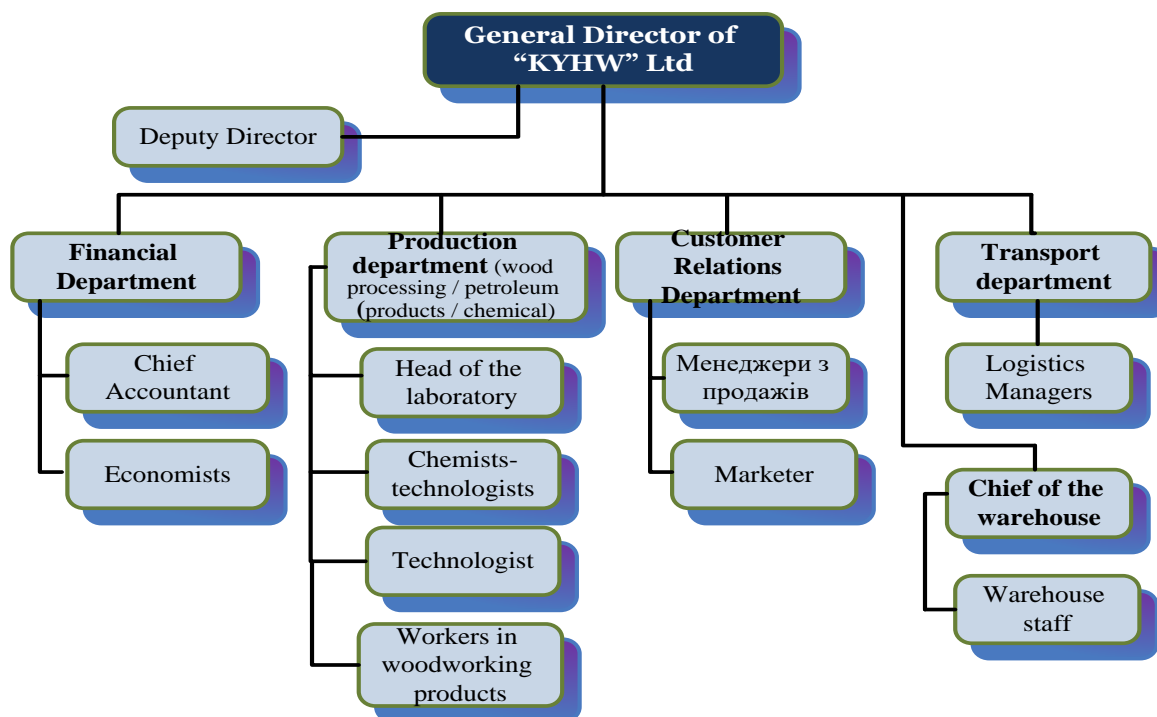 General Director of
“KYHW” Ltd
Deputy Director
Financial
Department
Chief
Accountant
Economists
Production
department (wood
processing / petroleum
(products / chemical)
Head of the
laboratory
Chemists-
technologists
Technologist
Workers in
woodworking
products
Customer
Relations
Department
Менеджери з
продажів
Marketer
Transport
department
Logistics
Managers
Chief of the
warehouse
Warehouse
staff